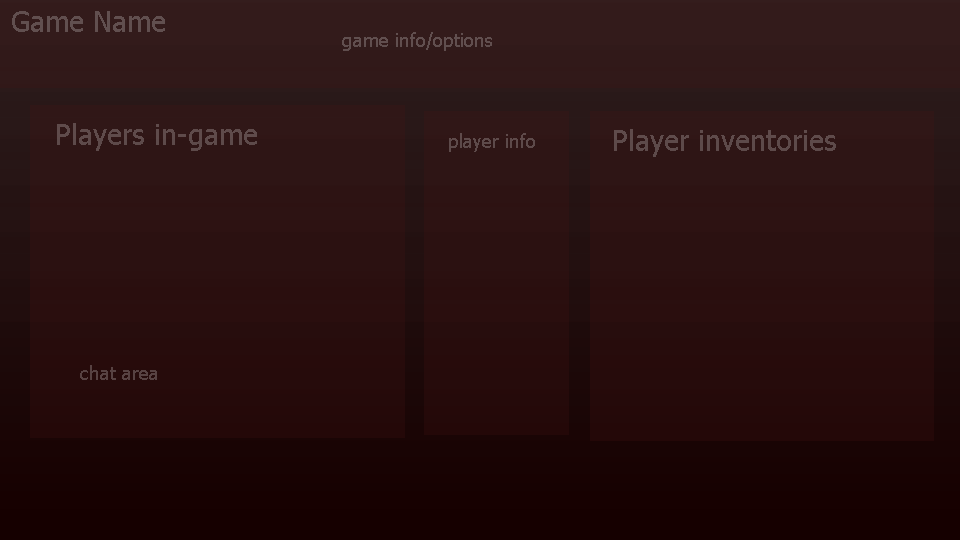 Game Name
game info/options
Players in-game
player info
Player inventories
chat area